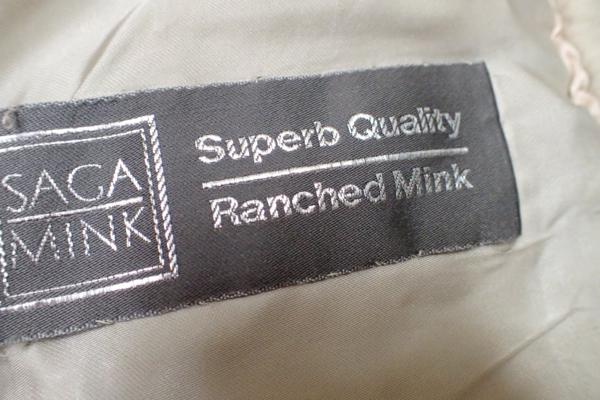 SAGA
MINK
Superb Quality
Ranched Mink